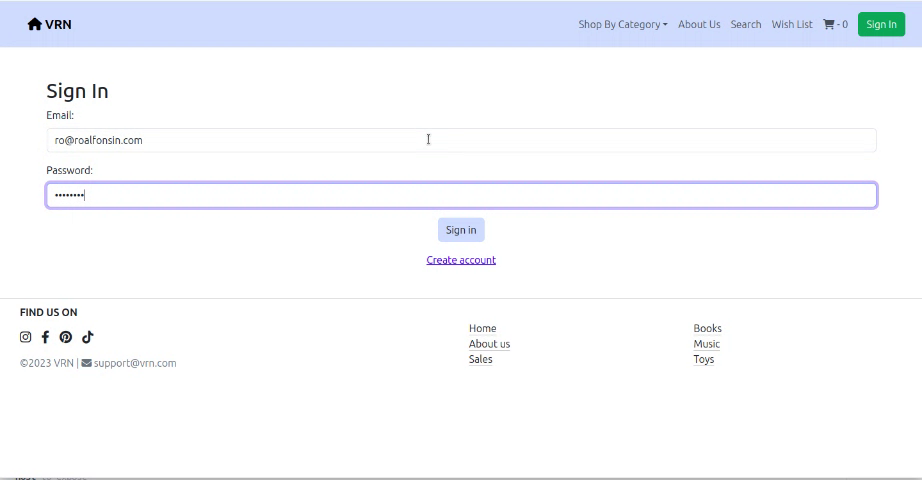 VRN
Shop By Category About Us Search Wish List - 0 Sign In
Sign In
Email:
ro@roalfonsin.com
Password:
••••••••
Sign in
Create account
FIND US ON
©2023 VRN | support@vrn.com
Home
About us
Sales
Books
Music
Toys